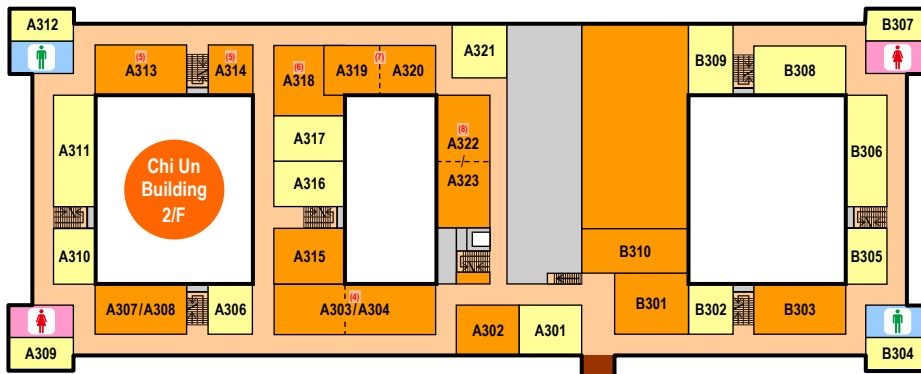 A312
B307
A321
(5)
A313
(5)
A314
(6)
A318
A319
(7)
A320
B309
B308
A311
A317
(8)
A322
/
A323
B306
Chi Un
Building
2/F
A316
A310
A315
B310
B305
A307/A308
A306
(4)
A303/A304
A302
A301
B301
B302
B303
A309
B304